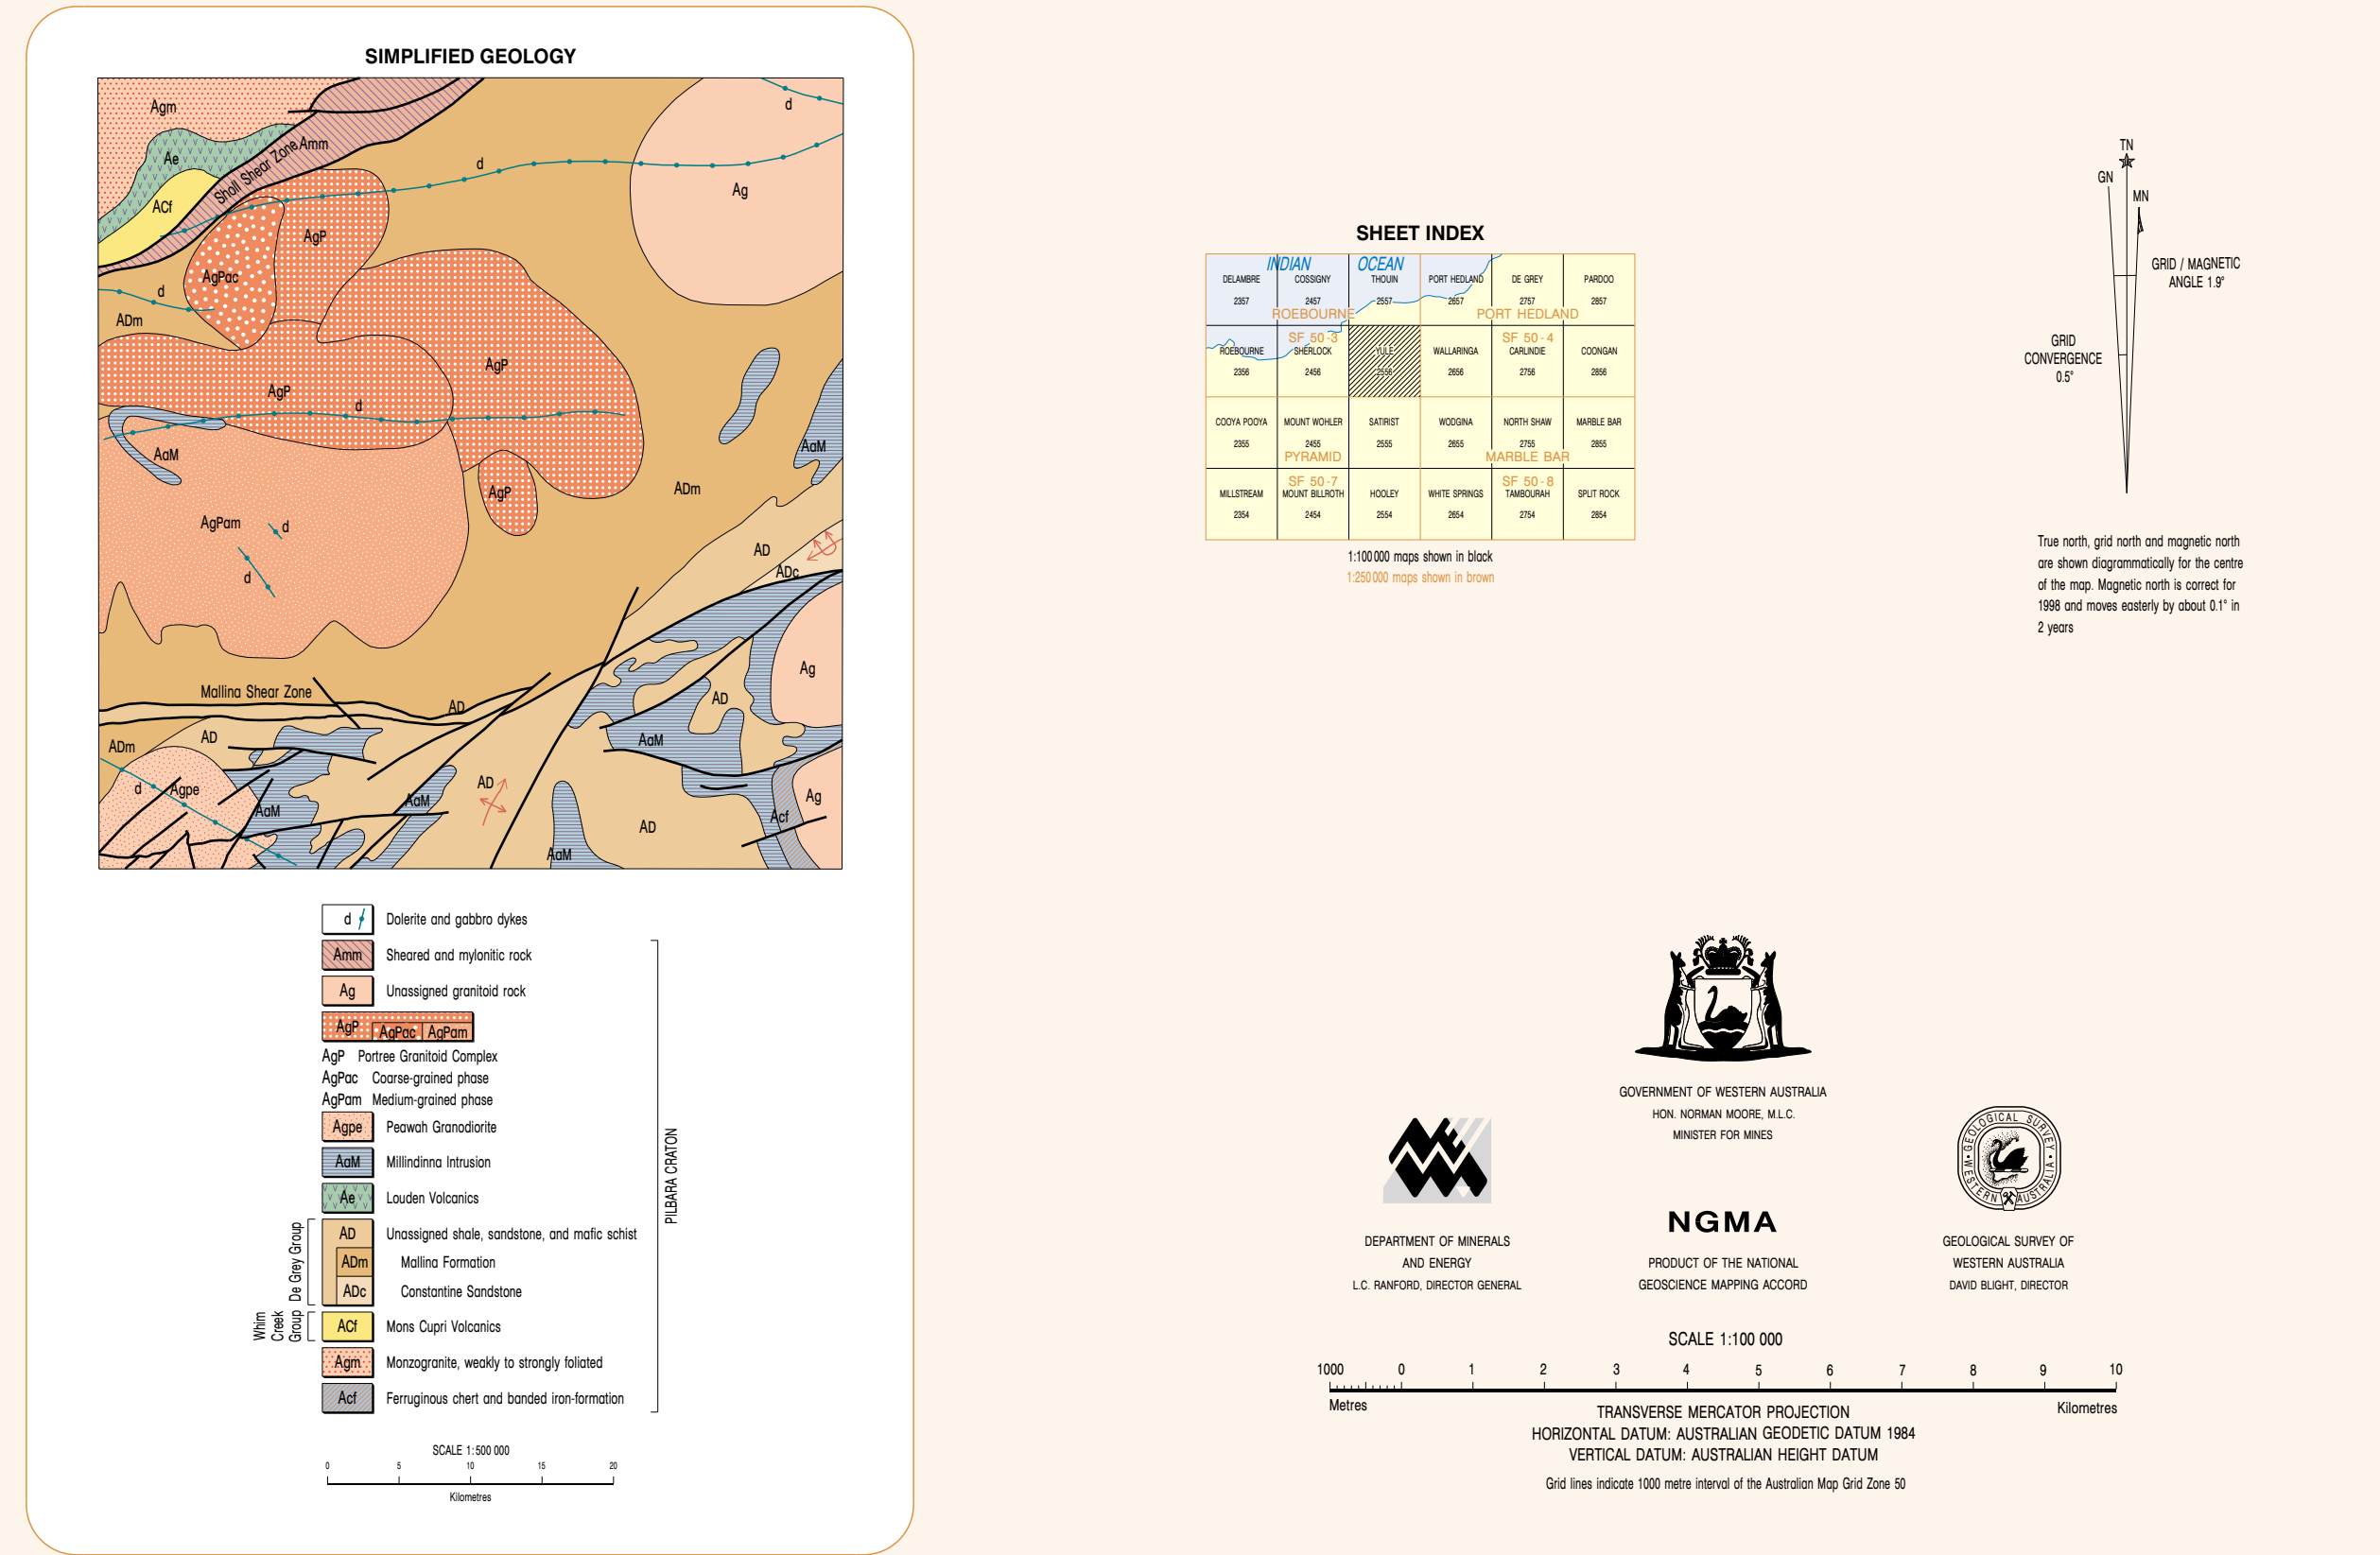 SIMPLIFIED GEOLOGY
Agm
d
Ae
Sholl Shear Zone
Amm
d
Ag
ACf
AgP
AgPac
d
ADm
AgP
AgP
d
AaM
AaM
AgP
ADm
AgPam
d
d
AD
ADc
Ag
Mallina Shear Zone
AD
AD
ADm
AD
AaM
d
Agpe
AaM
AaM
AD
Ag
Acf
AD
AaM
d
Dolerite and gabbro dykes
Amm
Sheared and mylonitic rock
Ag
Unassigned granitoid rock
AgP AgPac AgPam
AgP Portree Granitoid Complex
AgPac Coarse-grained phase
AgPam Medium-grained phase
Agpe
Peawah Granodiorite
AaM
Millindinna Intrusion
Ae
Louden Volcanics
AD
Unassigned shale, sandstone, and mafic schist
ADm
Mallina Formation
ADc
Constantine Sandstone
ACf
Mons Cupri Volcanics
Agm
Monzogranite, weakly to strongly foliated
Acf
Ferruginous chert and banded iron-formation
De Grey Group
Whim
Creek
Group
PILBARA CRATON
SCALE 1:500 000
0 5 10 15 20
Kilometres
SHEET INDEX
INDIAN OCEAN
DELAMBRE COSSIGNY THOUIN PORT HEDLAND DE GREY PARDOO
2357 2457 2557 2657 2757 2857
ROEBOURNE PORT HEDLAND
SF 50-3 SF 50-4
ROEBOURNE SHERLOCK YULE WALLARINGA CARLINDIE COONGAN
2356 2456 2556 2656 2756 2856
COOYA POOYA MOUNT WOHLER SATIRIST WODGINA NORTH SHAW MARBLE BAR
2355 2455 2555 2655 2755 2855
PYRAMID MARBLE BAR
SF 50-7 SF 50-8
MILLSTREAM MOUNT BILLROTH HOOLEY WHITE SPRINGS TAMBOURAH SPLIT ROCK
2354 2454 2554 2654 2754 2854
1:100 000 maps shown in black
1:250 000 maps shown in brown
TN
GN
MN
GRID / MAGNETIC
ANGLE 1.9°
GRID
CONVERGENCE
0.5°
True north, grid north and magnetic north
are shown diagrammatically for the centre
of the map. Magnetic north is correct for
1998 and moves easterly by about 0.1° in
2 years
GOVERNMENT OF WESTERN AUSTRALIA
HON. NORMAN MOORE, M.L.C.
MINISTER FOR MINES
DEPARTMENT OF MINERALS
AND ENERGY
L.C. RANFORD, DIRECTOR GENERAL
NGMA
PRODUCT OF THE NATIONAL
GEOSCIENCE MAPPING ACCORD
GEOLOGICAL SURVEY
WESTERN AUSTRALIA
GEOLOGICAL SURVEY OF
WESTERN AUSTRALIA
DAVID BLIGHT, DIRECTOR
SCALE 1:100 000
1000 0 1 2 3 4 5 6 7 8 9 10
Metres Kilometres
TRANSVERSE MERCATOR PROJECTION
HORIZONTAL DATUM: AUSTRALIAN GEODETIC DATUM 1984
VERTICAL DATUM: AUSTRALIAN HEIGHT DATUM
Grid lines indicate 1000 metre interval of the Australian Map Grid Zone 50